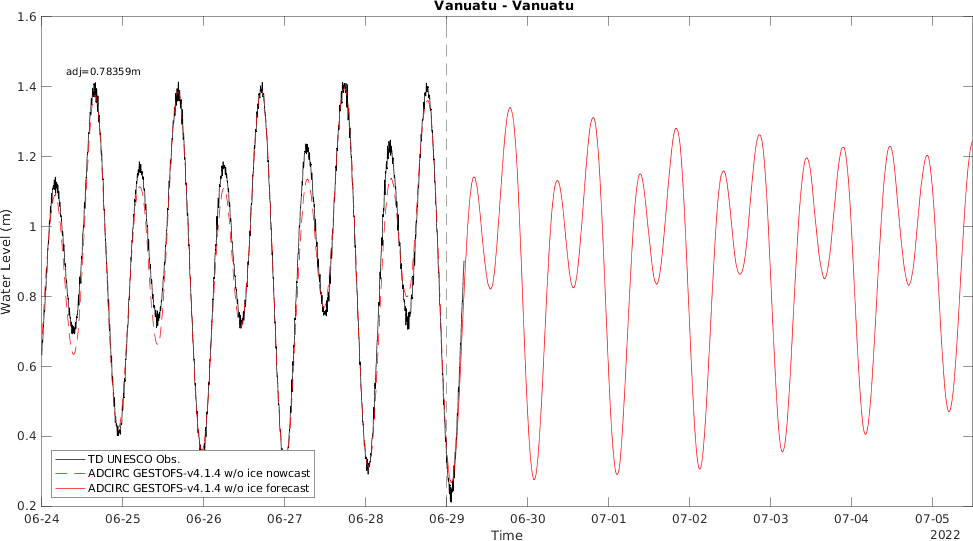 Vanuatu - Vanuatu
1.6
1.4
1.2
1
0.8
0.6
0.4
0.2
Water Level (m)
adj=0.78359m
TD UNESCO Obs.
ADCIRC GESTOFS-v4.1.4 w/o ice nowcast
ADCIRC GESTOFS-v4.1.4 w/o ice forecast
06-24 06-25 06-26 06-27 06-28 06-29 06-30 07-01 07-02 07-03 07-04 07-05
2022
Time